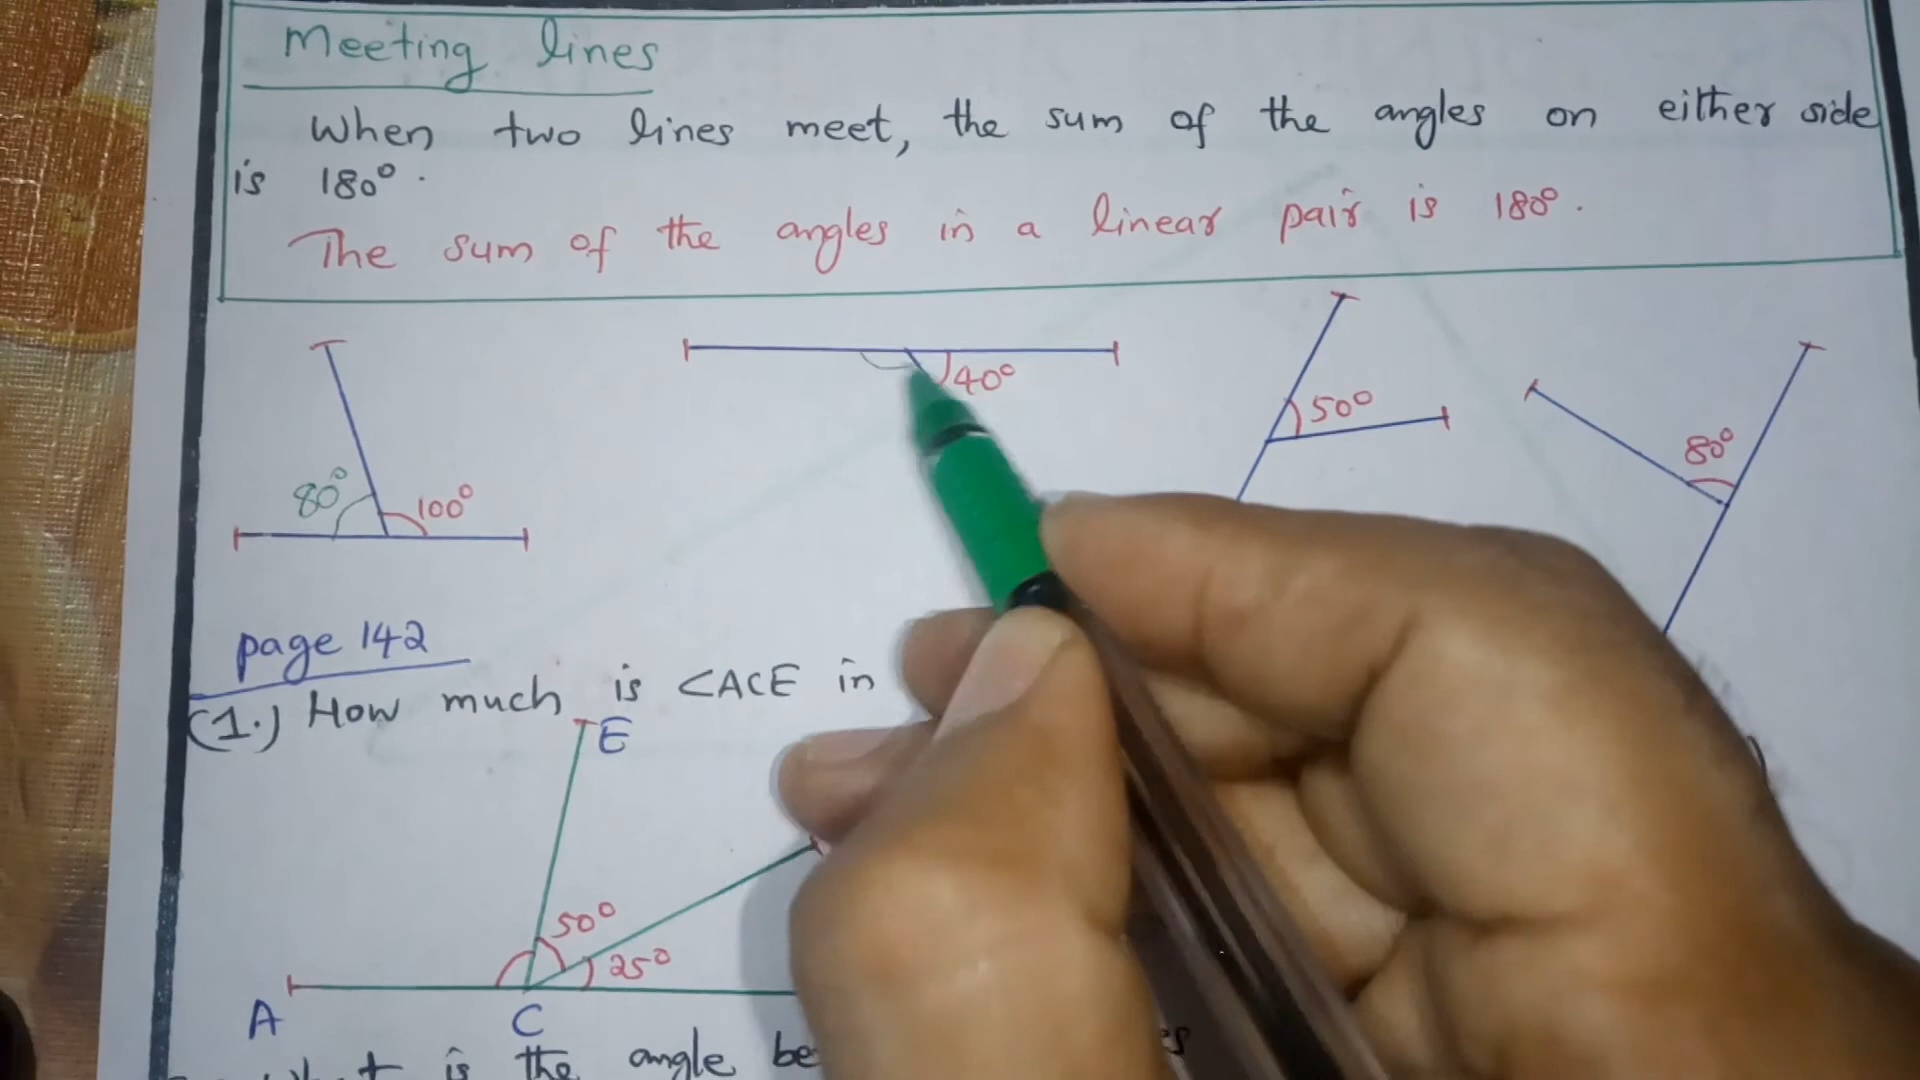 Meeting lines
When two lines meet, the sum of the angles on either side
is 180°.
The sum of the angles in a linear pair is 180°.
80° 100°
40°
50°
80°
page 142
(1.) How much is <ACE in
E
50°
25°
A C
is the angle